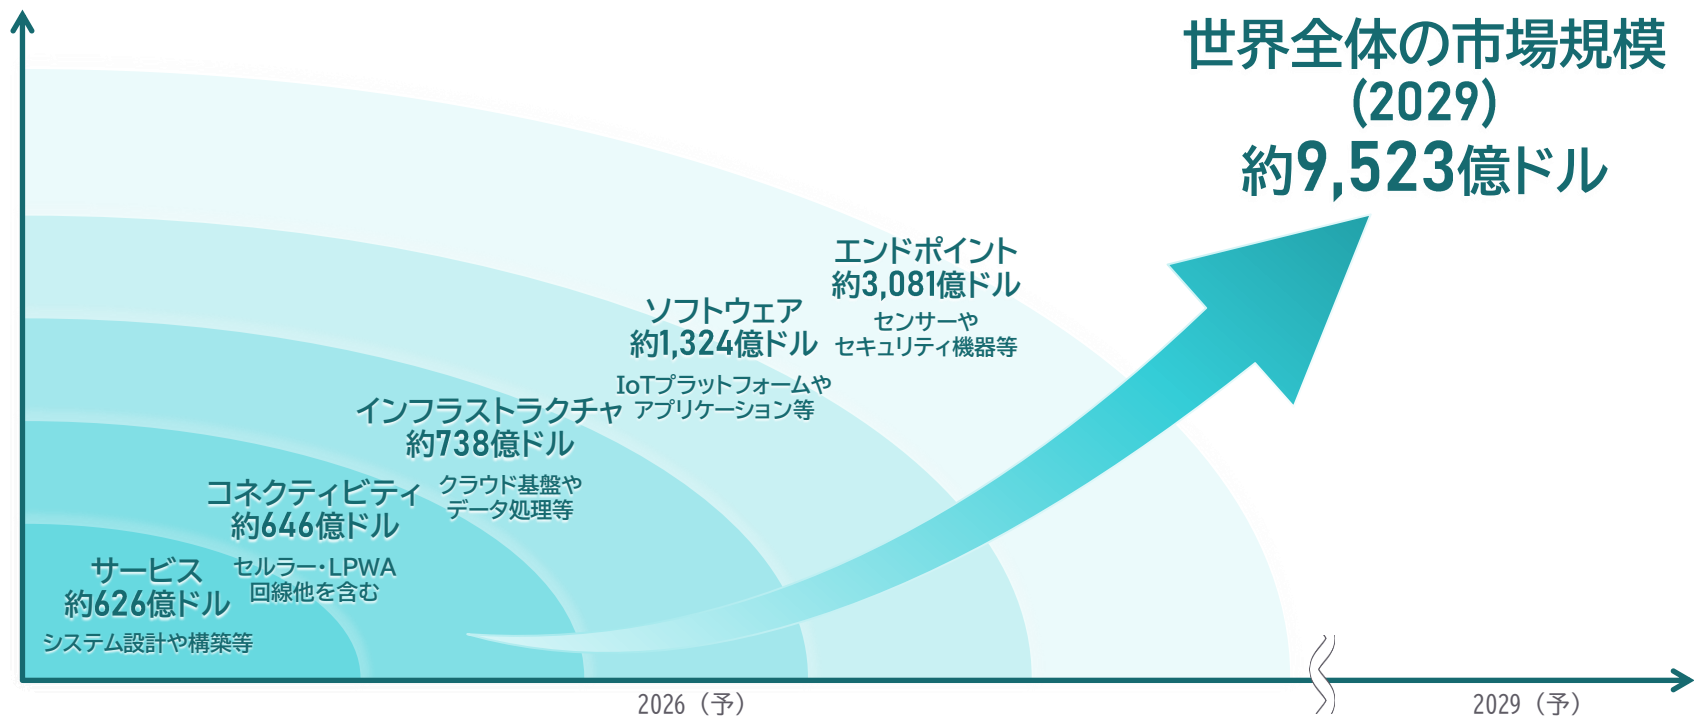 世界全体の市場規模
(2029)
約9,523億ドル
エンドポイント
約3,081億ドル
センサーや
セキュリティ機器等
ソフトウェア
約1,324億ドル
IoTプラットフォームや
アプリケーション等
インフラストラクチャ
約738億ドル
クラウド基盤や
データ処理等
コネクティビティ
約646億ドル
セルラー・LPWA
回線他を含む
サービス
約626億ドル
システム設計や構築等
2026（予）
2029（予）